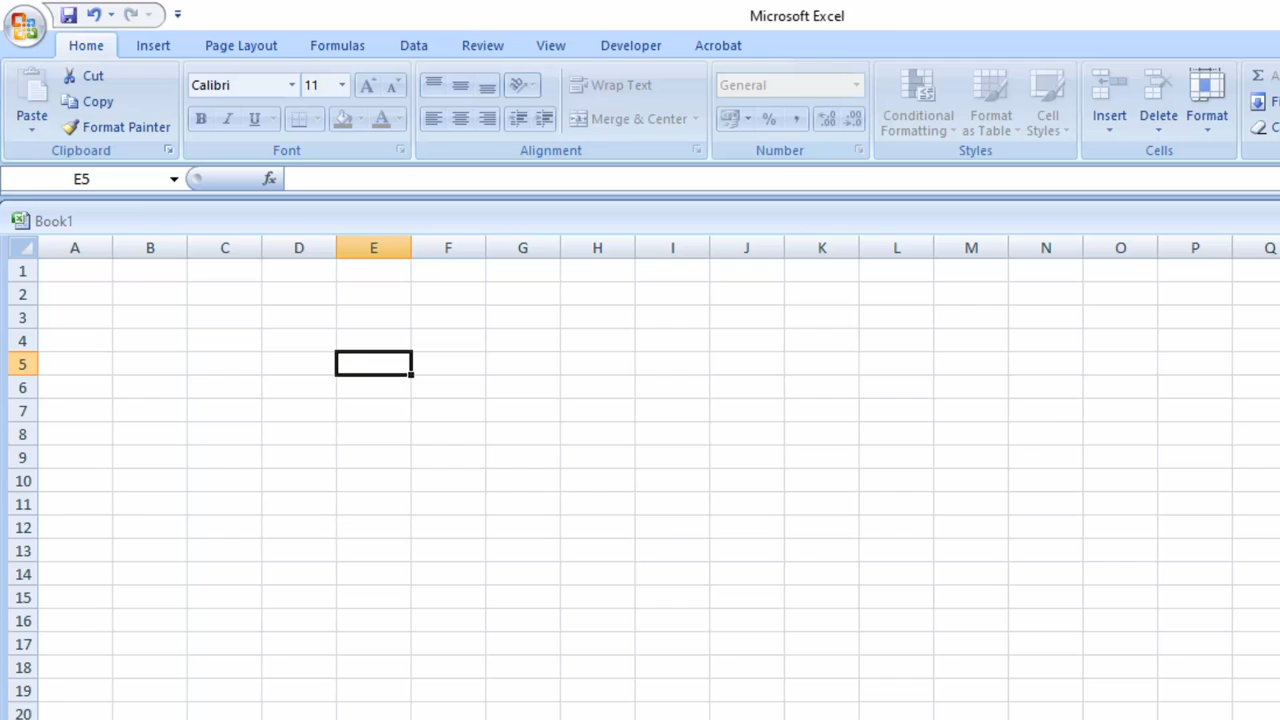 Microsoft Excel
Home Insert Page Layout Formulas Data Review View Developer Acrobat
Cut
Copy
Format Painter
Paste
Clipboard
Calibri 11
B I U A
Font
Wrap Text
Merge & Center
Alignment
General
% ,
Number
Conditional Formatting
Format as Table
Cell Styles
Styles
Insert Delete Format
Cells
Σ
E5 fx
Book1
A B C D E F G H I J K L M N O P Q
1
2
3
4
5
6
7
8
9
10
11
12
13
14
15
16
17
18
19
20